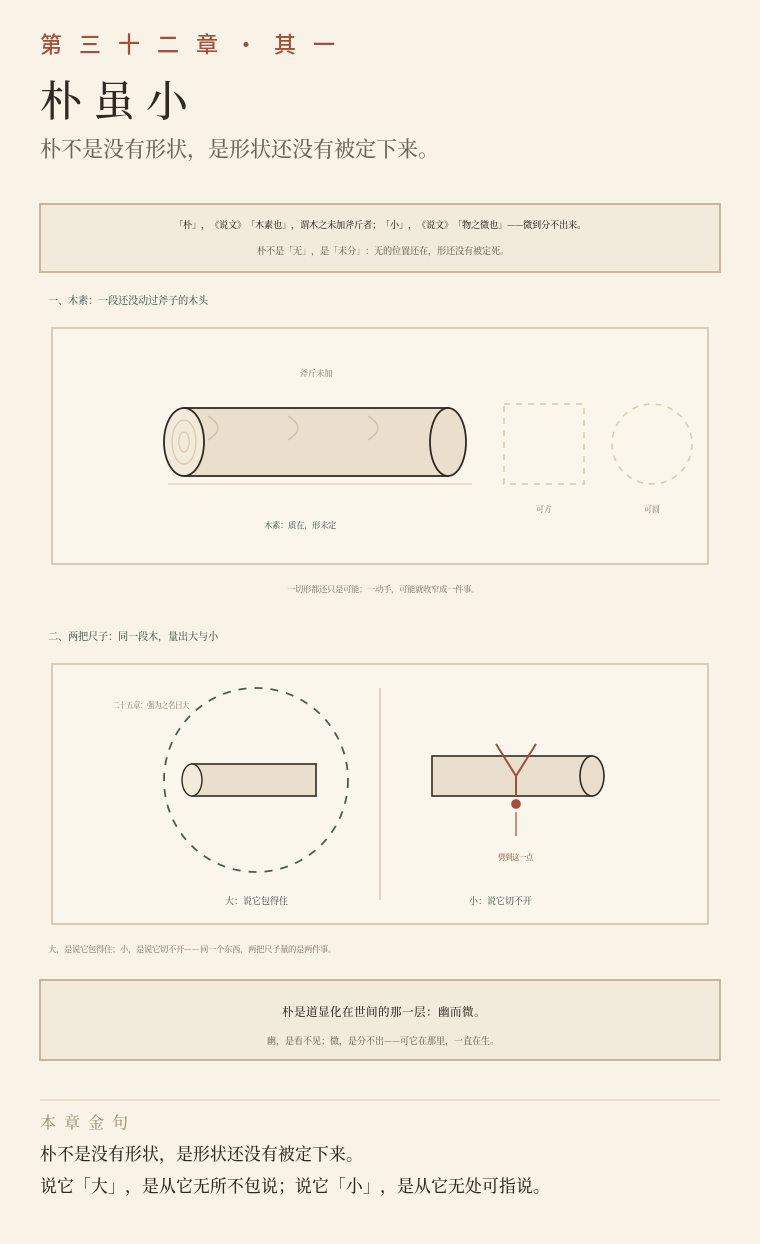 第三十二章·其一
朴虽小
朴不是没有形状，是形状还没有被定下来。
「朴」，《说文》「木素也」，谓木之未加斧斤者；「小」，《说文》「物之微也」——微到分不出来。
朴不是「无」，是「未分」：无的位置还在，形还没有被定死。
一、木素：一段还没动过斧子的木头
斧斤未加
可方
可圆
木素：质在，形未定
一切形都还只是可能；一动手，可能就收窄成一件事。
二、两把尺子：同一段木，量出大与小
二十五章：强为之名曰大
劈到这一点
大：说它包得住
小：说它切不开
大，是说它包得住；小，是说它切不开——同一个东西，两把尺子量的是两件事。
朴是道显化在世间的那一层：幽而微。
幽，是看不见；微，是分不出——可它在那里，一直在生。
本章金句
朴不是没有形状，是形状还没有被定下来。
说它「大」，是从它无所不包说；说它「小」，是从它无处可指说。